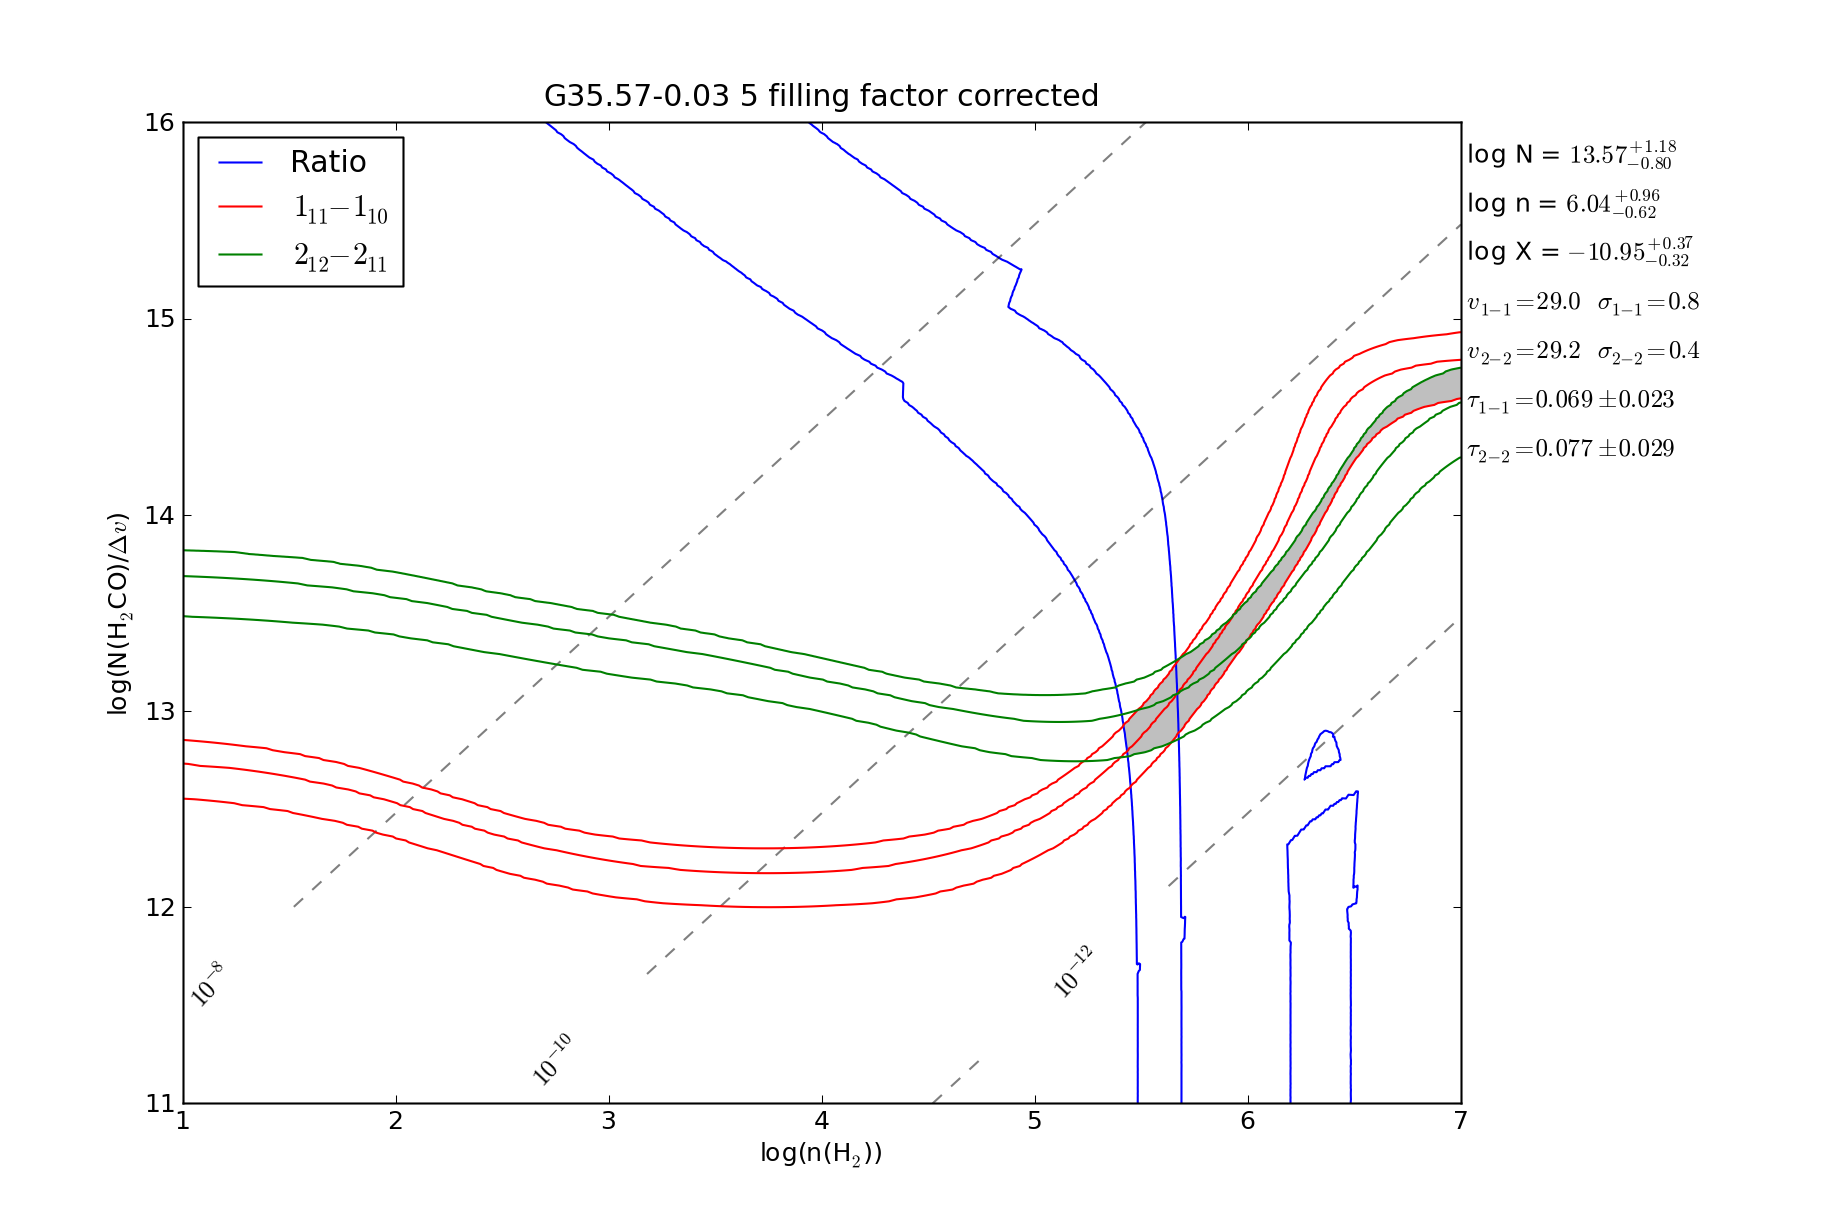 G35.57-0.03 5 filling factor corrected
Ratio
1₁₁−1₁₀
2₁₂−2₁₁
log N = 13.57 +1.18 −0.80
log n = 6.04 +0.96 −0.62
log X = −10.95 +0.37 −0.32
v₁₋₁=29.0 σ₁₋₁=0.8
v₂₋₂=29.2 σ₂₋₂=0.4
τ₁₋₁=0.069 ±0.023
τ₂₋₂=0.077 ±0.029
16
15
14
13
12
11
log(N(H₂CO)/Δv)
10⁻⁸
10⁻¹⁰
10⁻¹²
1 2 3 4 5 6 7
log(n(H₂))